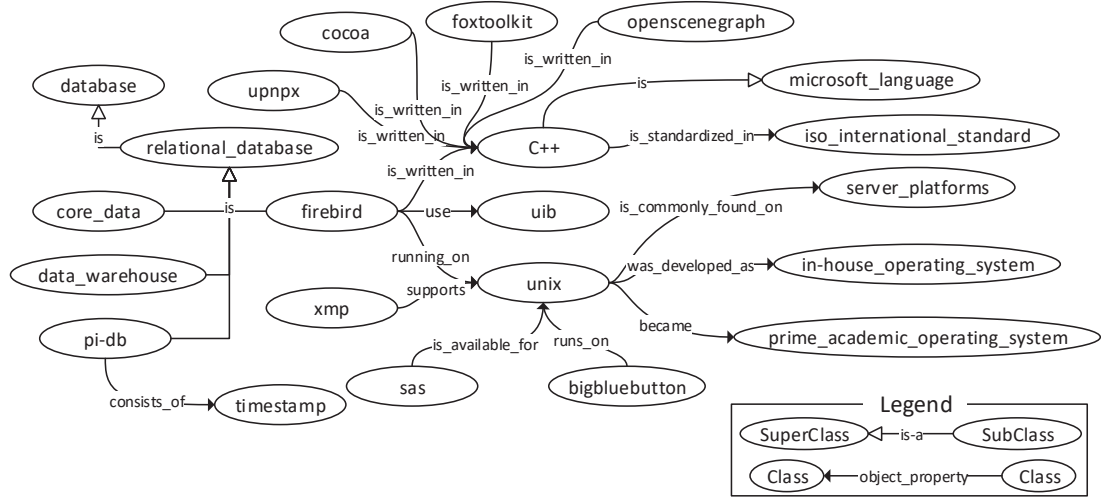 foxtoolkit
openscenegraph
cocoa
is_written_in
database
upnpx
is_written_in
is
microsoft_language
is_written_in
is_written_in
is
relational_database
C++
is_standardized_in
iso_international_standard
is_written_in
server_platforms
core_data
is
firebird
use
uib
is_commonly_found_on
running_on
data_warehouse
was_developed_as
in-house_operating_system
unix
supports
xmp
became
pi-db
is_available_for
runs_on
prime_academic_operating_system
sas
bigbluebutton
consists_of
timestamp
Legend
SuperClass
is-a
SubClass
Class
object_property
Class